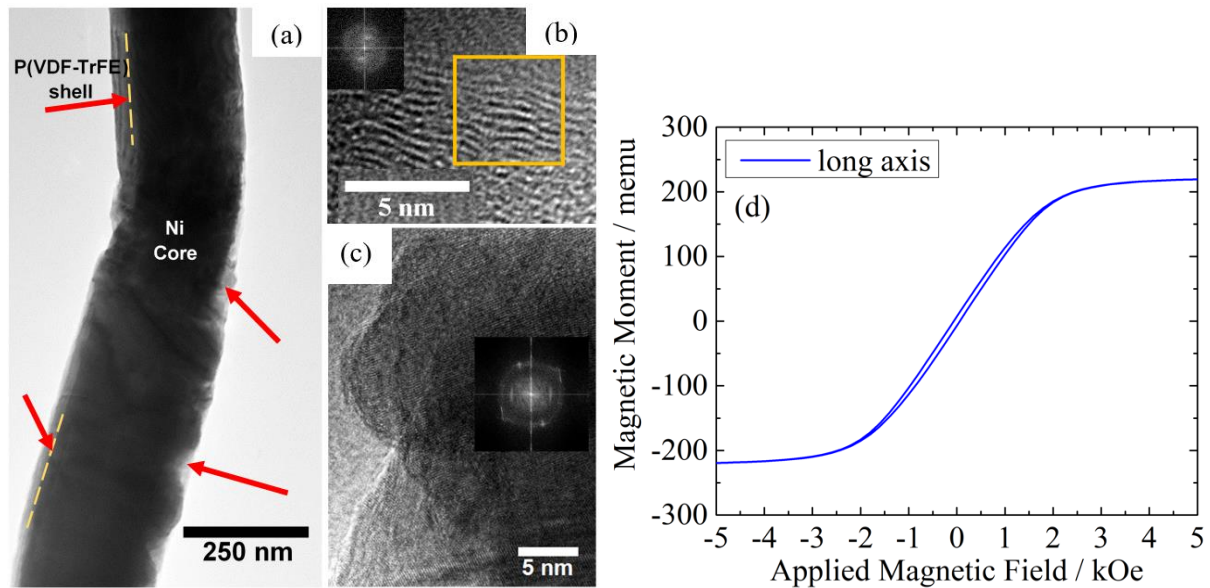 (a)
P(VDF-TrFE)
shell
Ni
Core
250 nm
(b)
5 nm
(c)
5 nm
300
200
100
0
-100
-200
-300
Magnetic Moment / memu
long axis
(d)
-5 -4 -3 -2 -1 0 1 2 3 4 5
Applied Magnetic Field / kOe